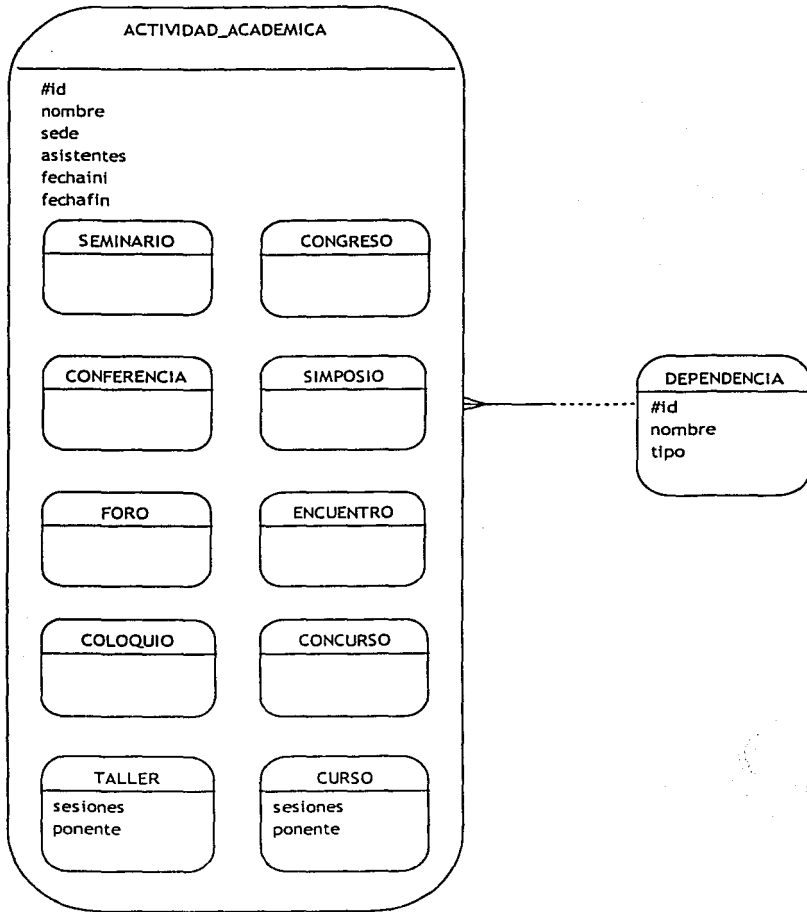 ACTIVIDAD_ACADEMICA
#id
nombre
sede
asistentes
fechaini
fechafin
SEMINARIO
CONGRESO
CONFERENCIA
SIMPOSIO
FORO
ENCUENTRO
COLOQUIO
CONCURSO
TALLER
sesiones
ponente
CURSO
sesiones
ponente
DEPENDENCIA
#id
nombre
tipo